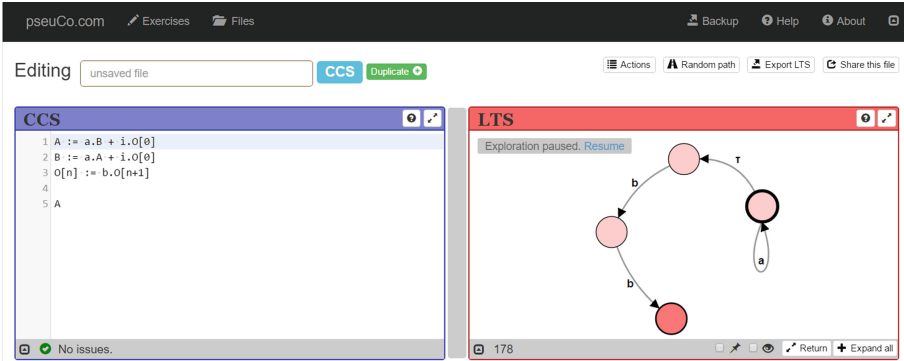 pseuCo.com Exercises Files Backup Help About
Editing unsaved file CCS Duplicate Actions Random path Export LTS Share this file
CCS
1 A := a.B + i.O[0]
2 B := a.A + i.O[0]
3 O[n] := b.O[n+1]
4
5 A
No issues.
LTS
Exploration paused. Resume
τ
b
a
b
178 Return Expand all